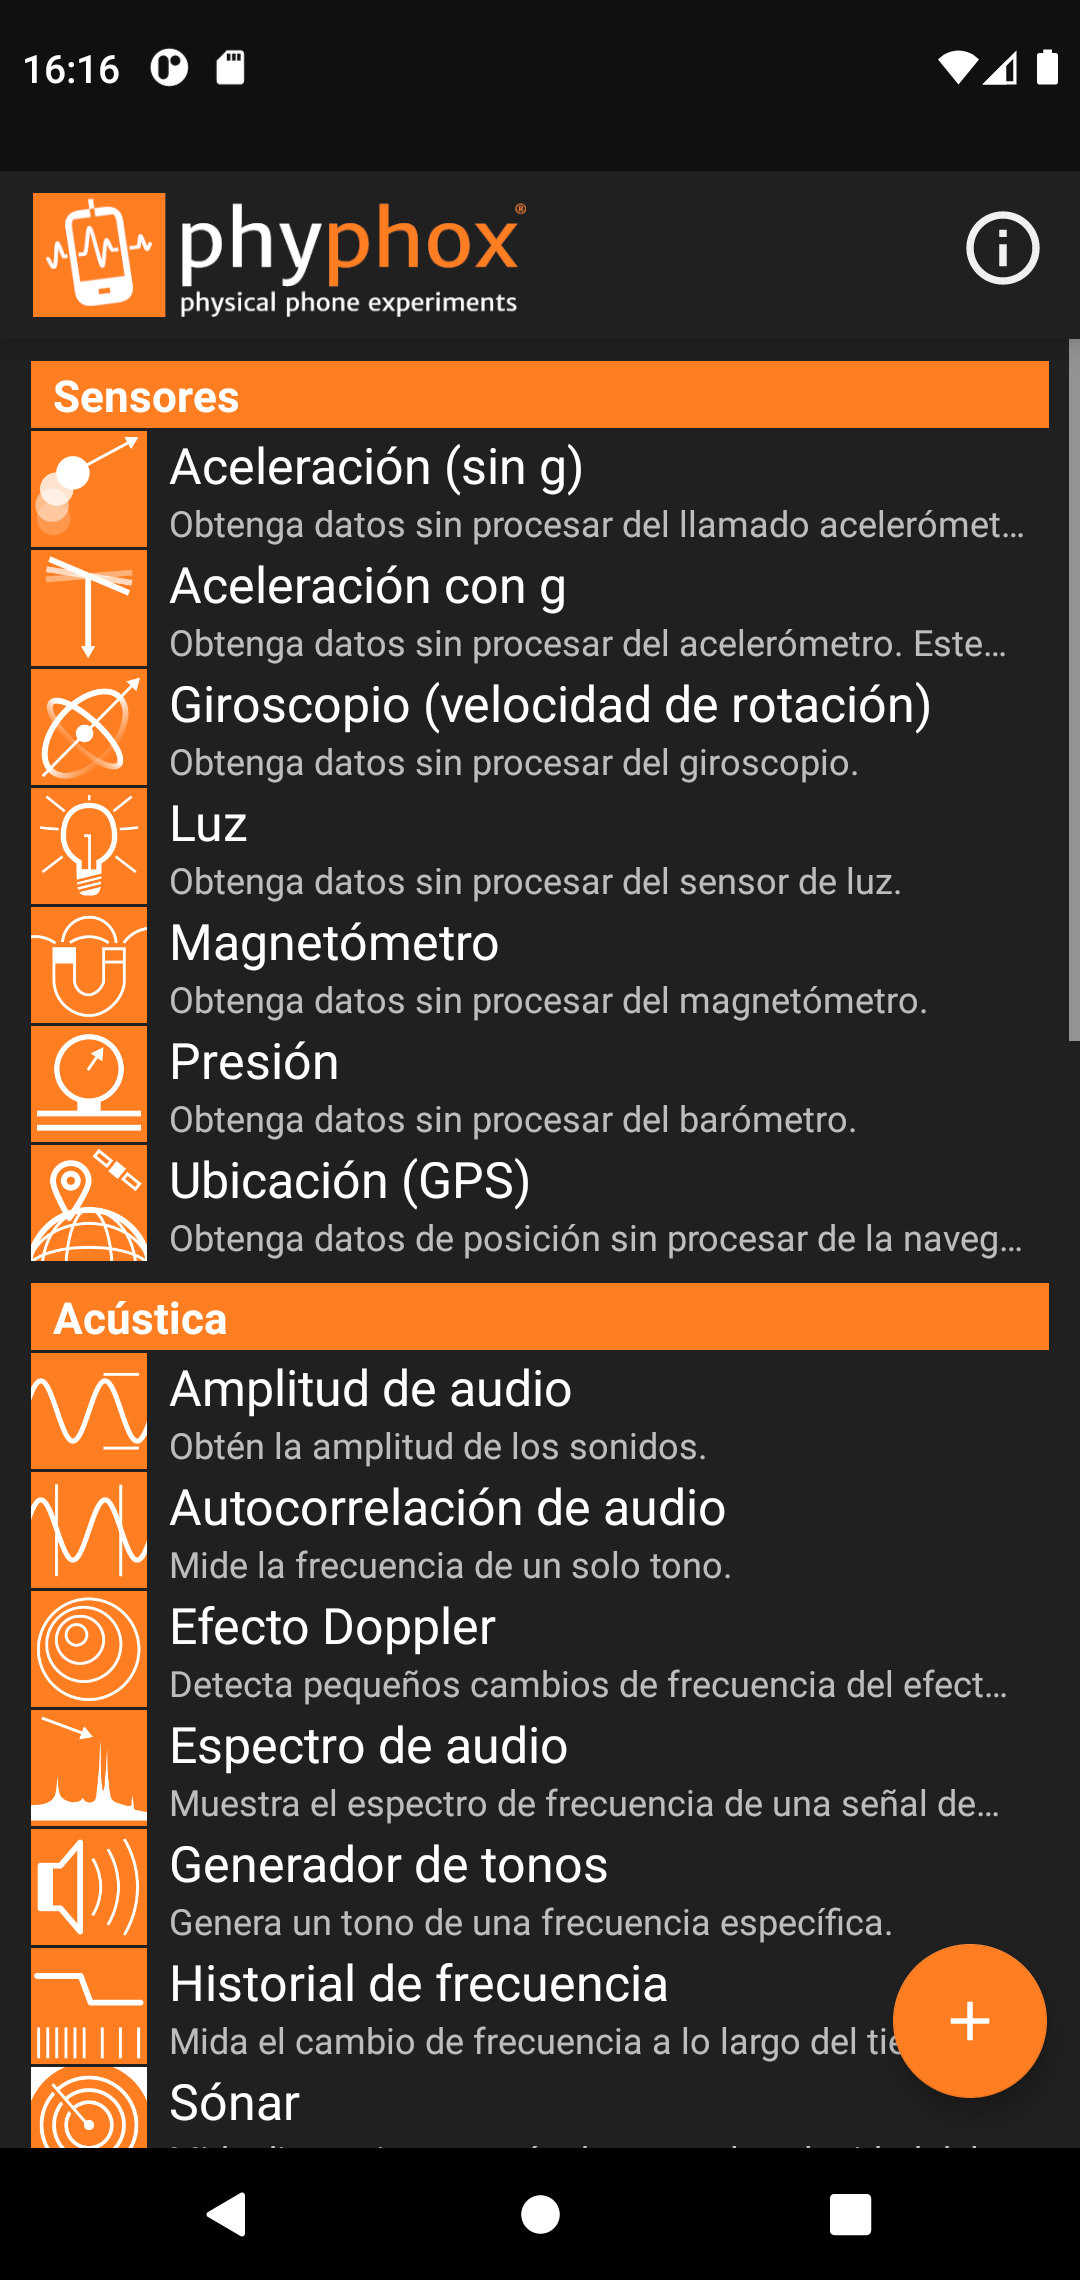 16:16
phyphox®
physical phone experiments
Sensores
Aceleración (sin g)
Obtenga datos sin procesar del llamado acelerómet...
Aceleración con g
Obtenga datos sin procesar del acelerómetro. Este...
Giroscopio (velocidad de rotación)
Obtenga datos sin procesar del giroscopio.
Luz
Obtenga datos sin procesar del sensor de luz.
Magnetómetro
Obtenga datos sin procesar del magnetómetro.
Presión
Obtenga datos sin procesar del barómetro.
Ubicación (GPS)
Obtenga datos de posición sin procesar de la naveg...
Acústica
Amplitud de audio
Obtén la amplitud de los sonidos.
Autocorrelación de audio
Mide la frecuencia de un solo tono.
Efecto Doppler
Detecta pequeños cambios de frecuencia del efect...
Espectro de audio
Muestra el espectro de frecuencia de una señal de...
Generador de tonos
Genera un tono de una frecuencia específica.
Historial de frecuencia
Mida el cambio de frecuencia a lo largo del tie
Sónar